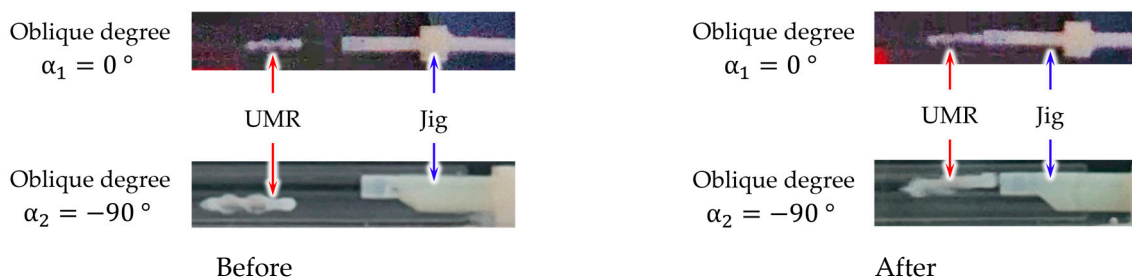 Oblique degree
α₁ = 0 °
UMR
Jig
Oblique degree
α₂ = −90 °
Before
Oblique degree
α₁ = 0 °
UMR
Jig
Oblique degree
α₂ = −90 °
After